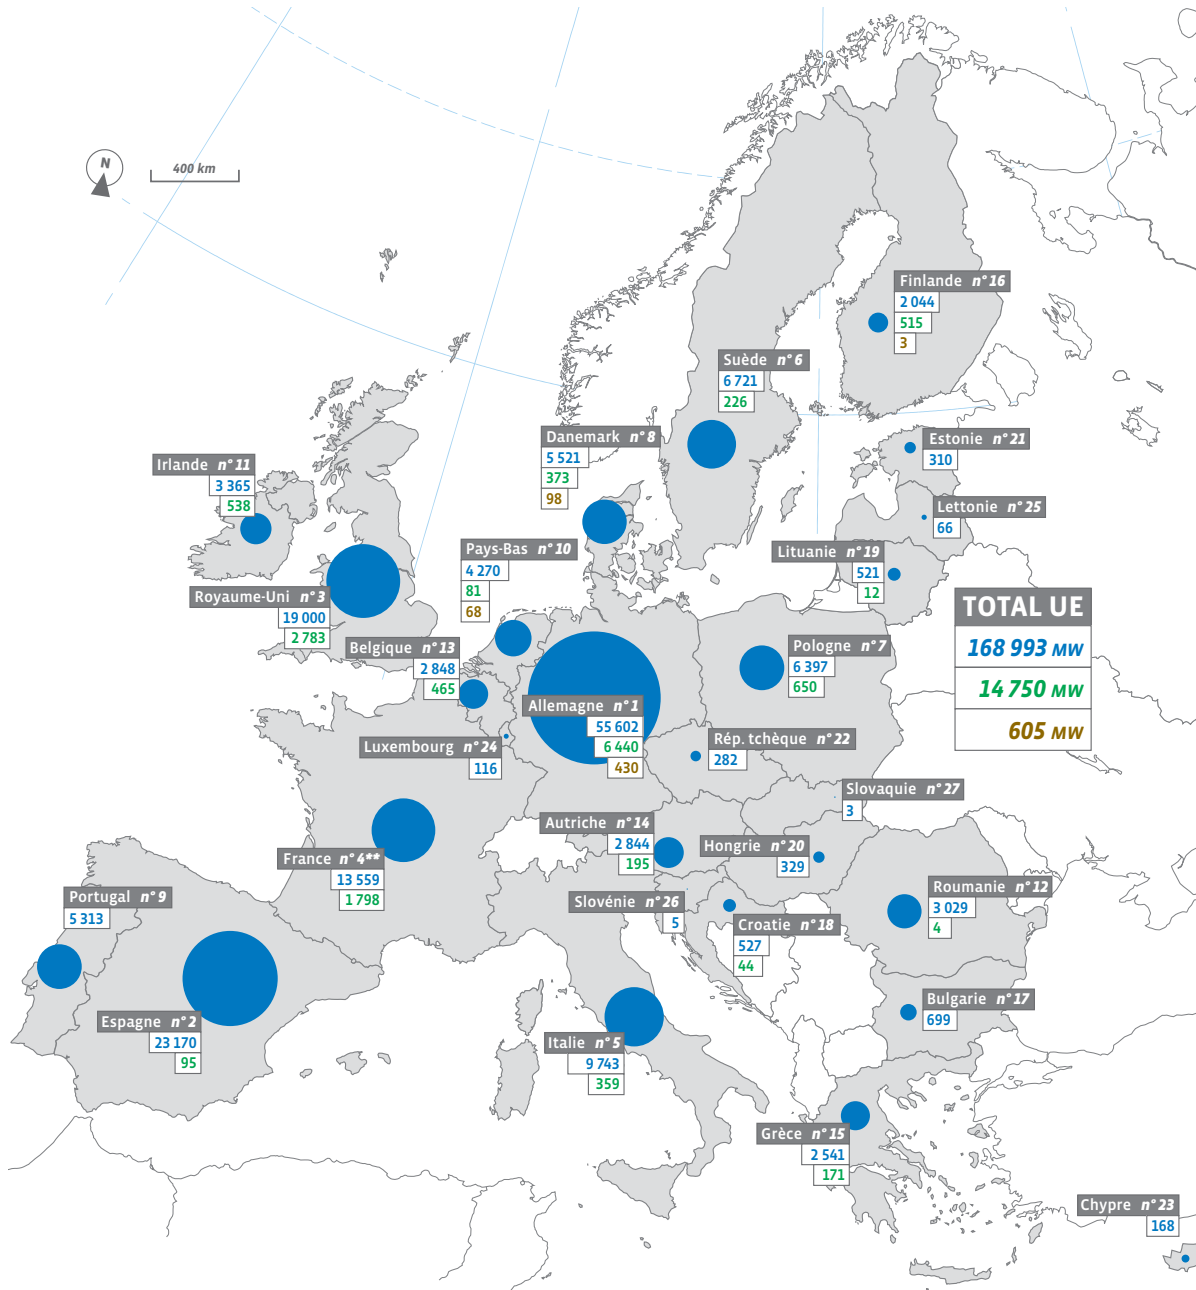 N
400 km
Finlande n°16
2 044
515
3
Suède n°6
6 721
226
Danemark n°8
5 521
373
98
Estonie n°21
310
Irlande n°11
3 365
538
Lettonie n°25
66
Pays-Bas n°10
4 270
81
68
Lituanie n°19
521
12
Royaume-Uni n°3
19 000
2 783
TOTAL UE
168 993 MW
14 750 MW
605 MW
Belgique n°13
2 848
465
Pologne n°7
6 397
650
Allemagne n°1
55 602
6 440
430
Luxembourg n°24
116
Rép. tchèque n°22
282
Slovaquie n°27
3
Autriche n°14
2 844
195
Hongrie n°20
329
France n°4**
13 559
1 798
Roumanie n°12
3 029
4
Portugal n°9
5 313
Slovénie n°26
5
Croatie n°18
527
44
Bulgarie n°17
699
Espagne n°2
23 170
95
Italie n°5
9 743
359
Grèce n°15
2 541
171
Chypre n°23
168